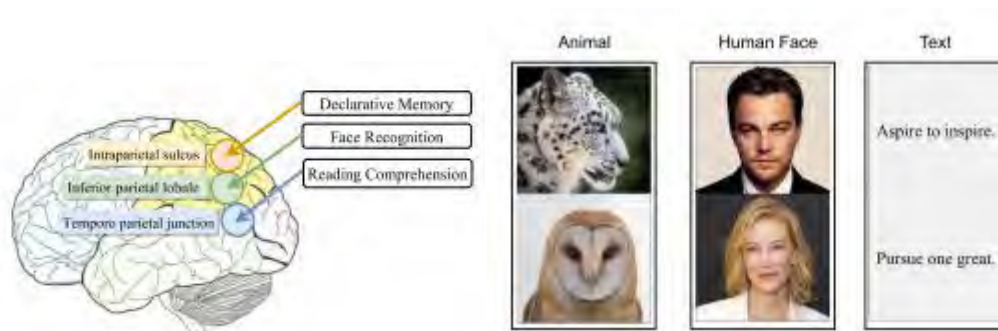 Declarative Memory
Face Recognition
Reading Comprehension
Intraparietal sulcus
Inferior parietal lobule
Temporo parietal junction
Animal
Human Face
Text
Aspire to inspire.
Pursue one great.